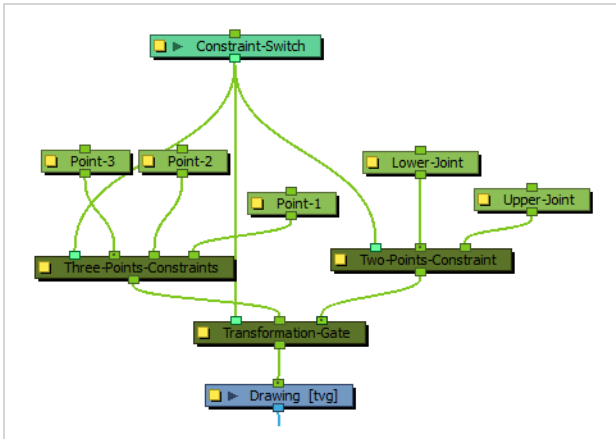 Constraint-Switch
Point-3
Point-2
Lower-Joint
Upper-Joint
Point-1
Three-Points-Constraints
Two-Points-Constraint
Transformation-Gate
Drawing [tvg]